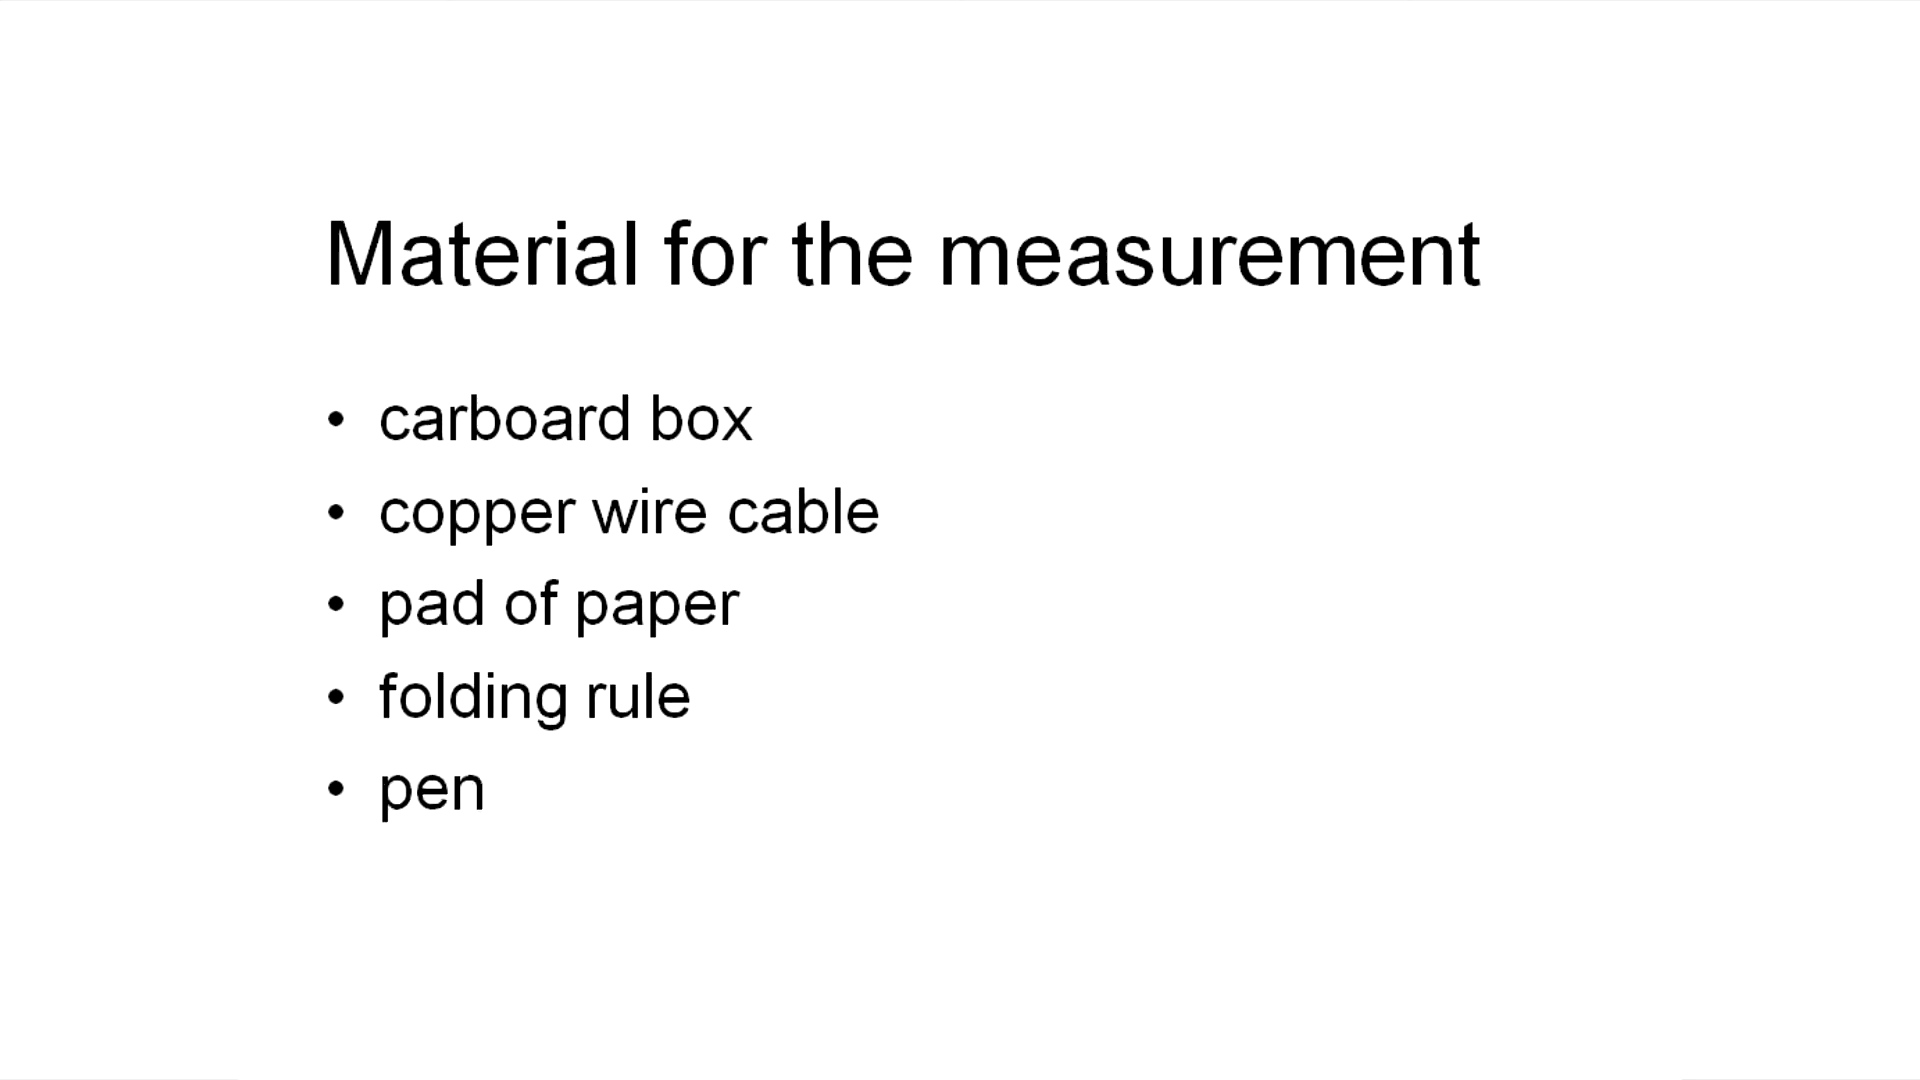 Material for the measurement
• carboard box
• copper wire cable
• pad of paper
• folding rule
• pen